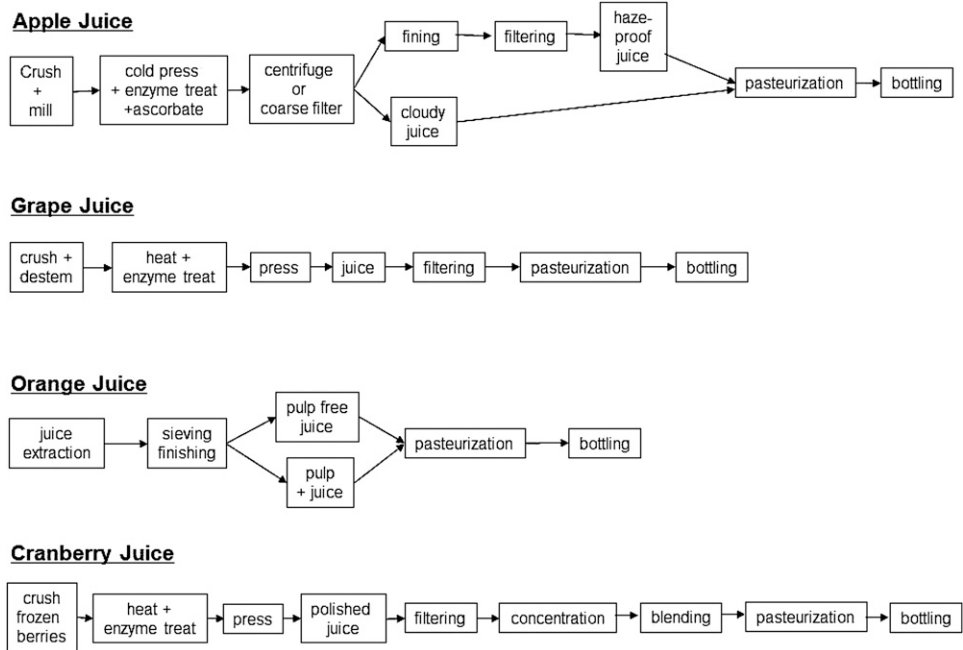 Apple Juice
Crush
+
mill
cold press
+ enzyme treat
+ascorbate
centrifuge
or
coarse filter
fining
filtering
haze-
proof
juice
cloudy
juice
pasteurization
bottling
Grape Juice
crush +
destem
heat +
enzyme treat
press
juice
filtering
pasteurization
bottling
Orange Juice
juice
extraction
sieving
finishing
pulp free
juice
pulp
+ juice
pasteurization
bottling
Cranberry Juice
crush
frozen
berries
heat +
enzyme treat
press
polished
juice
filtering
concentration
blending
pasteurization
bottling